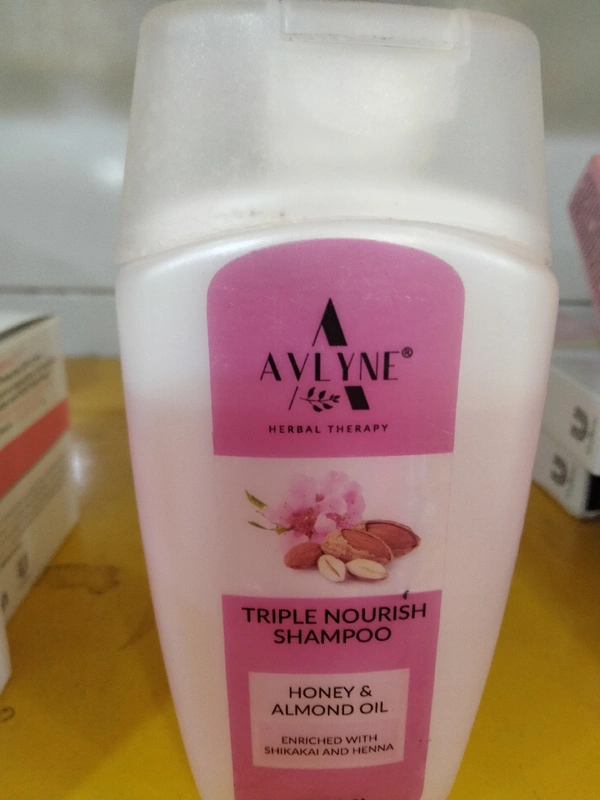 AVLYNE®
HERBAL THERAPY
TRIPLE NOURISH
SHAMPOO
HONEY &
ALMOND OIL
ENRICHED WITH
SHIKAKAI AND HENNA